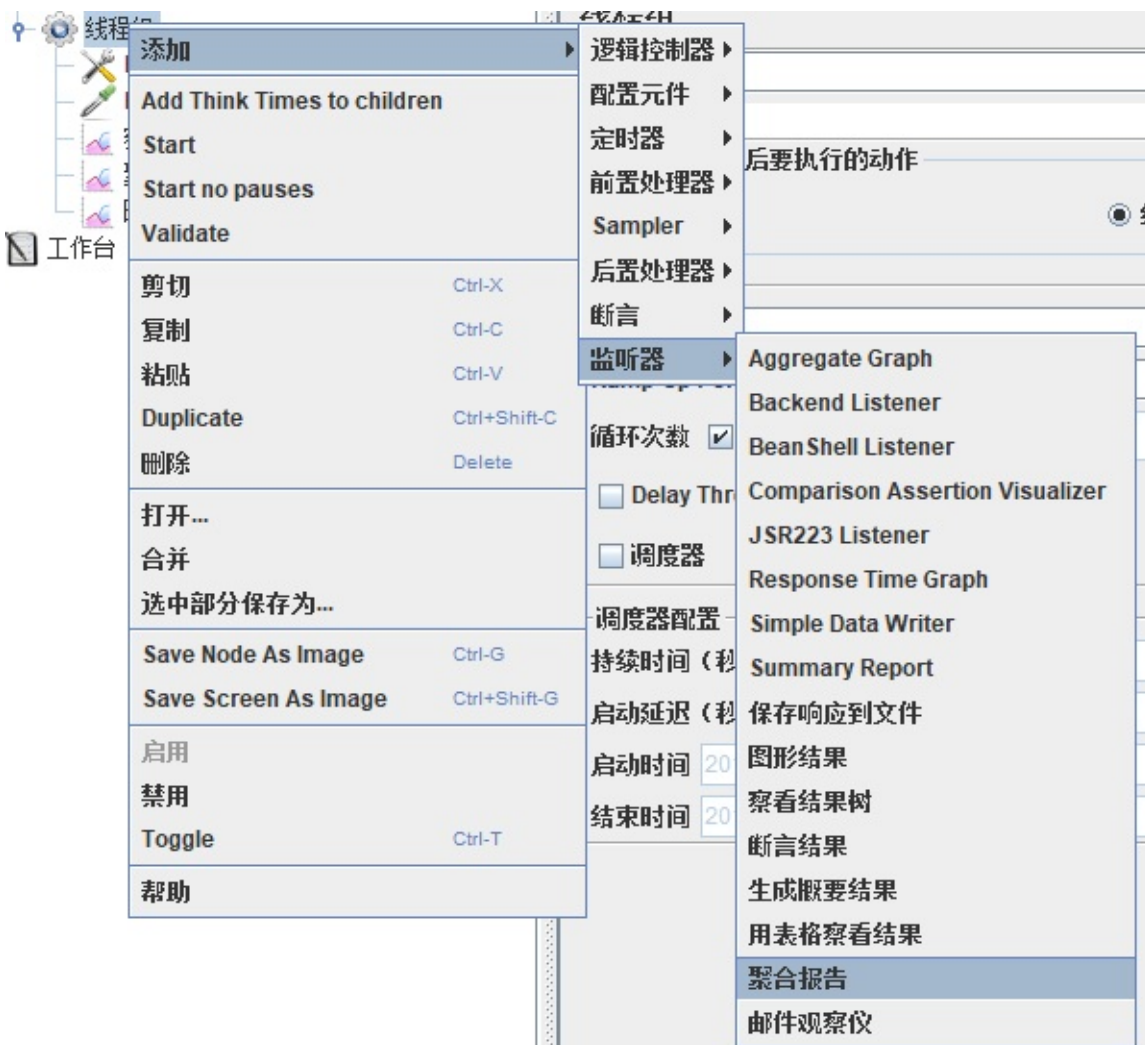 线程组
工作台
添加
Add Think Times to children
Start
Start no pauses
Validate
剪切 Ctrl-X
复制 Ctrl-C
粘贴 Ctrl-V
Duplicate Ctrl+Shift-C
删除 Delete
打开...
合并
选中部分保存为...
Save Node As Image Ctrl-G
Save Screen As Image Ctrl+Shift-G
启用
禁用
Toggle Ctrl-T
帮助
逻辑控制器
配置元件
定时器
前置处理器
Sampler
后置处理器
断言
监听器
线程组
后要执行的动作
循环次数
Delay Thr
调度器
调度器配置
持续时间（秒
启动延迟（秒
启动时间 20
结束时间 20
Aggregate Graph
Backend Listener
BeanShell Listener
Comparison Assertion Visualizer
JSR223 Listener
Response Time Graph
Simple Data Writer
Summary Report
保存响应到文件
图形结果
察看结果树
断言结果
生成概要结果
用表格察看结果
聚合报告
邮件观察仪